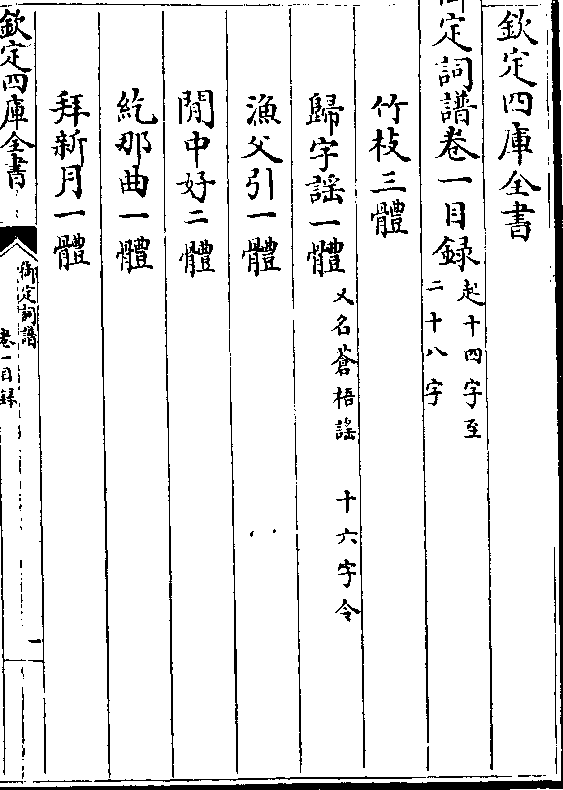 欽定四庫全書
御定詞譜卷一目録 起十四字至二十八字
竹枝三體
歸字謡一體 又名蒼梧謡 十六字令
漁父引一體
閒中好二體
紇那曲一體
拜新月一體
欽定四庫全書
御定詞譜
卷一目録
一